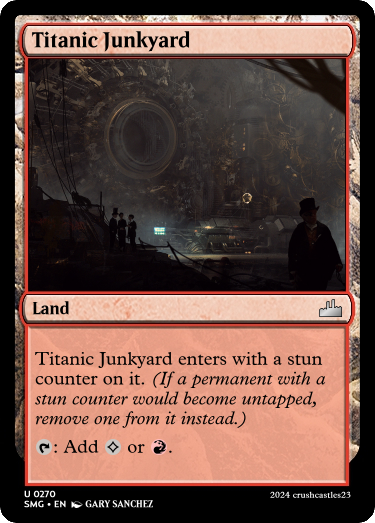 Titanic Junkyard
Land
Titanic Junkyard enters with a stun
counter on it. (If a permanent with a
stun counter would become untapped,
remove one from it instead.)
: Add or .
U 0270
SMG • EN GARY SANCHEZ
2024 crushcastles23